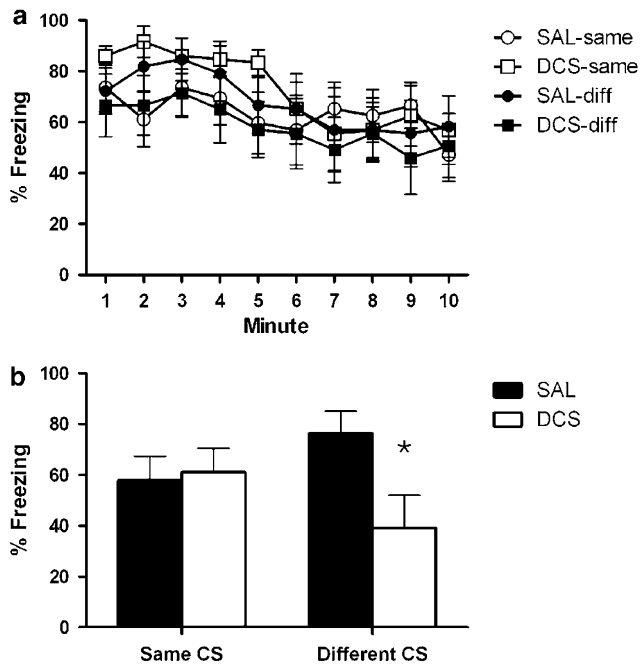 a
100
80
60
40
20
0
% Freezing
1 2 3 4 5 6 7 8 9 10
Minute
SAL-same
DCS-same
SAL-diff
DCS-diff
b
100
80
60
40
20
0
% Freezing
*
Same CS Different CS
SAL
DCS